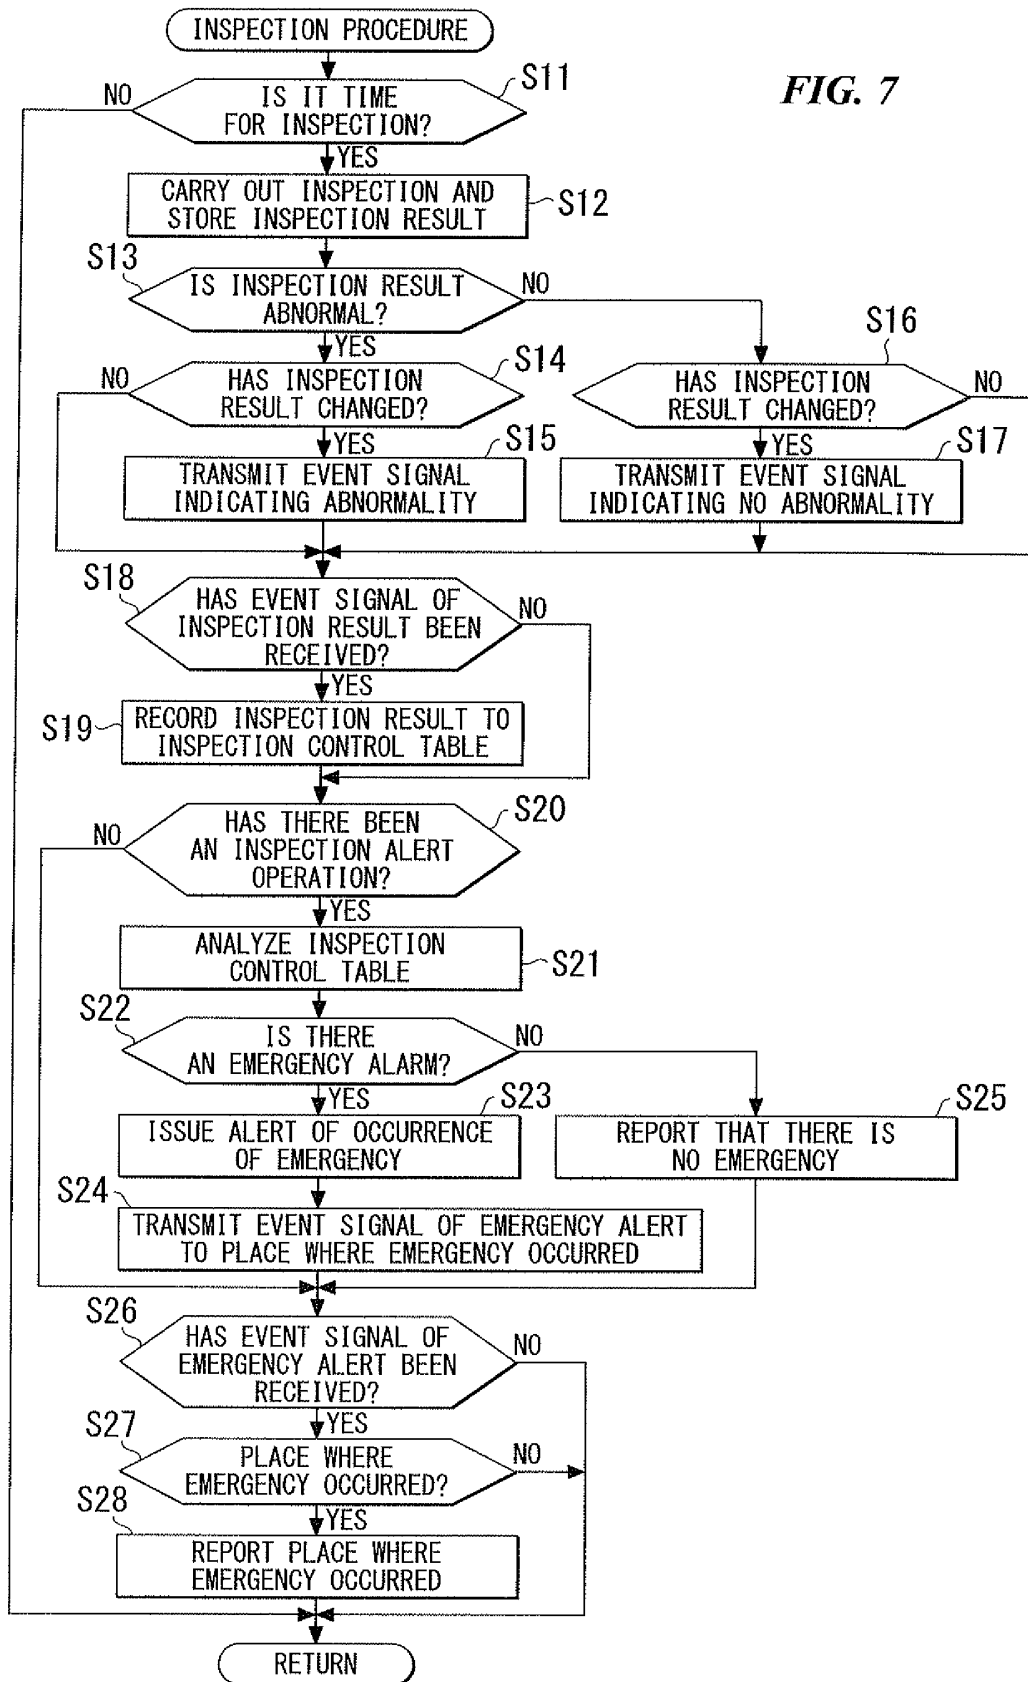 INSPECTION PROCEDURE
FIG. 7
S11
NO
IS IT TIME
FOR INSPECTION?
YES
CARRY OUT INSPECTION AND
STORE INSPECTION RESULT
S12
S13
IS INSPECTION RESULT
ABNORMAL?
NO
YES
S14
S16
NO
HAS INSPECTION
RESULT CHANGED?
HAS INSPECTION
RESULT CHANGED?
NO
YES
S15
YES
S17
TRANSMIT EVENT SIGNAL
INDICATING ABNORMALITY
TRANSMIT EVENT SIGNAL
INDICATING NO ABNORMALITY
S18
HAS EVENT SIGNAL OF
INSPECTION RESULT BEEN
RECEIVED?
NO
YES
S19
RECORD INSPECTION RESULT TO
INSPECTION CONTROL TABLE
S20
NO
HAS THERE BEEN
AN INSPECTION ALERT
OPERATION?
YES
ANALYZE INSPECTION
CONTROL TABLE
S21
S22
IS THERE
AN EMERGENCY ALARM?
NO
YES
S23
S25
ISSUE ALERT OF OCCURRENCE
OF EMERGENCY
REPORT THAT THERE IS
NO EMERGENCY
S24
TRANSMIT EVENT SIGNAL OF EMERGENCY ALERT
TO PLACE WHERE EMERGENCY OCCURRED
S26
HAS EVENT SIGNAL OF
EMERGENCY ALERT BEEN
RECEIVED?
NO
YES
S27
PLACE WHERE
EMERGENCY OCCURRED?
NO
YES
S28
REPORT PLACE WHERE
EMERGENCY OCCURRED
RETURN